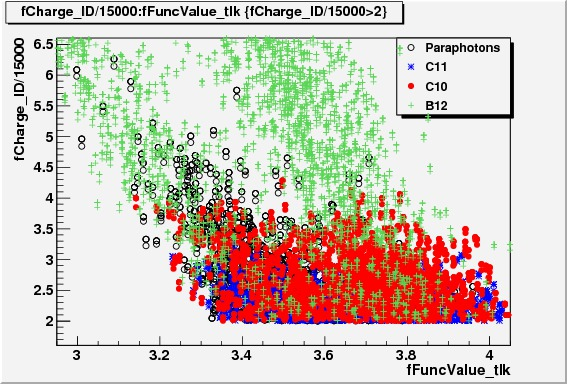 fCharge_ID/15000:fFuncValue_tlk {fCharge_ID/15000>2}
fCharge_ID/15000
6.5
6
5.5
5
4.5
4
3.5
3
2.5
2
Paraphotons
C11
C10
B12
3
3.2
3.4
3.6
3.8
4
fFuncValue_tlk